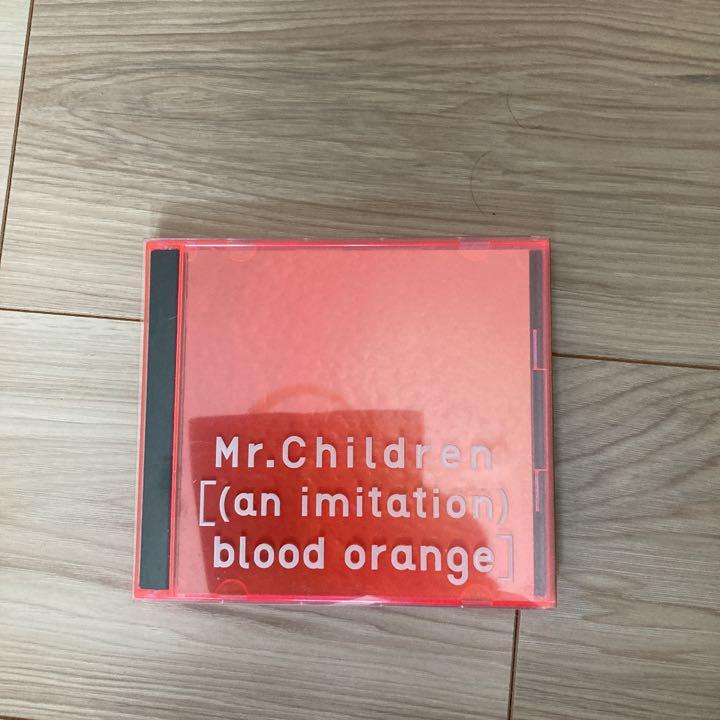 Mr.Children
[(an imitation)
blood orange]